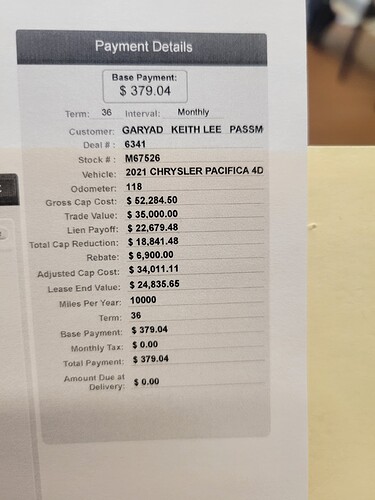 Payment Details
Base Payment:
$ 379.04
Term: 36 Interval: Monthly
Customer: GARYAD KEITH LEE PASSM
Deal #: 6341
Stock #: M67526
Vehicle: 2021 CHRYSLER PACIFICA 4D
Odometer: 118
Gross Cap Cost: $ 52,284.50
Trade Value: $ 35,000.00
Lien Payoff: $ 22,679.48
Total Cap Reduction: $ 18,841.48
Rebate: $ 6,900.00
Adjusted Cap Cost: $ 34,011.11
Lease End Value: $ 24,835.65
Miles Per Year: 10000
Term: 36
Base Payment: $ 379.04
Monthly Tax: $ 0.00
Total Payment: $ 379.04
Amount Due at
Delivery: $ 0.00